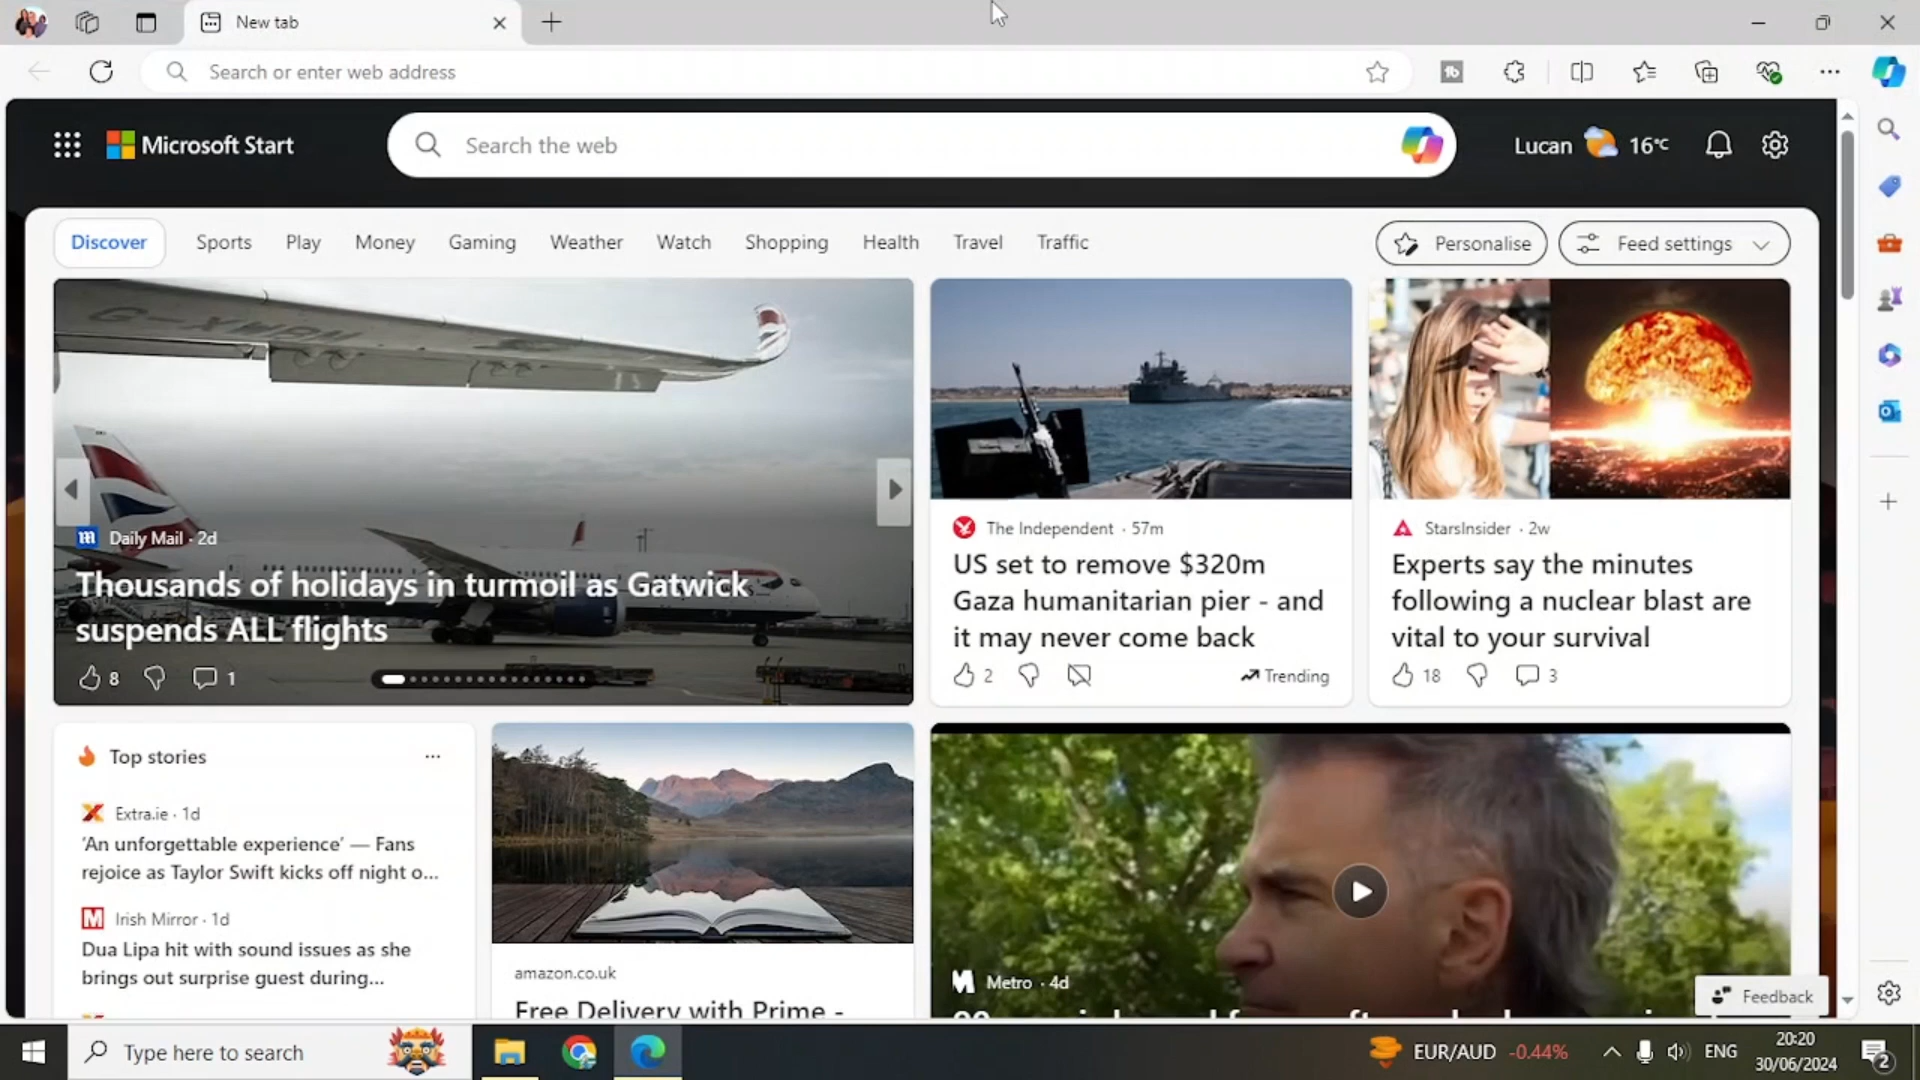 New tab
Search or enter web address
Microsoft Start
Search the web
Lucan 16°C
Discover
Sports
Play
Money
Gaming
Weather
Watch
Shopping
Health
Travel
Traffic
Personalise
Feed settings
Daily Mail · 2d
Thousands of holidays in turmoil as Gatwick
suspends ALL flights
8
1
The Independent · 57m
US set to remove $320m
Gaza humanitarian pier - and
it may never come back
2
Trending
StarsInsider · 2w
Experts say the minutes
following a nuclear blast are
vital to your survival
18
3
Top stories
Extra.ie · 1d
‘An unforgettable experience’ — Fans
rejoice as Taylor Swift kicks off night o...
Irish Mirror · 1d
Dua Lipa hit with sound issues as she
brings out surprise guest during...
amazon.co.uk
Free Delivery with Prime -
Metro · 4d
Feedback
Type here to search
EUR/AUD -0.44%
ENG
20:20
30/06/2024
2